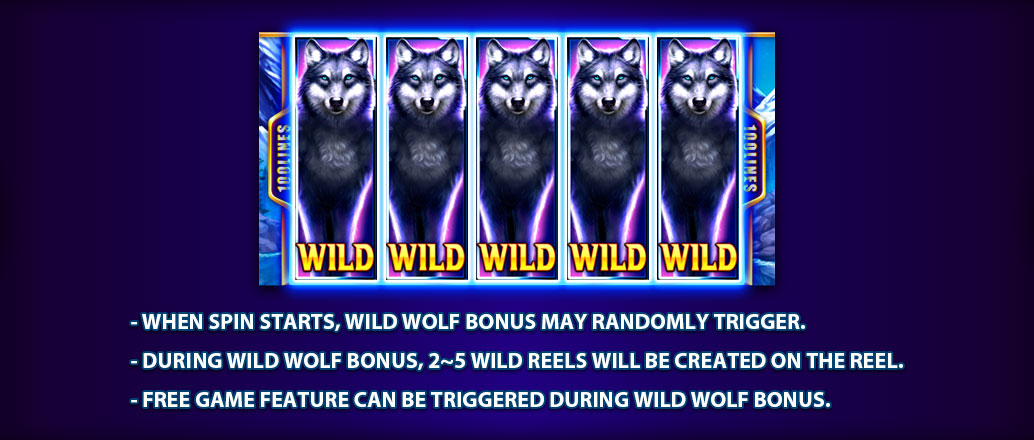 100LINES
WILD WILD WILD WILD WILD
100LINES
- WHEN SPIN STARTS, WILD WOLF BONUS MAY RANDOMLY TRIGGER.
- DURING WILD WOLF BONUS, 2~5 WILD REELS WILL BE CREATED ON THE REEL.
- FREE GAME FEATURE CAN BE TRIGGERED DURING WILD WOLF BONUS.